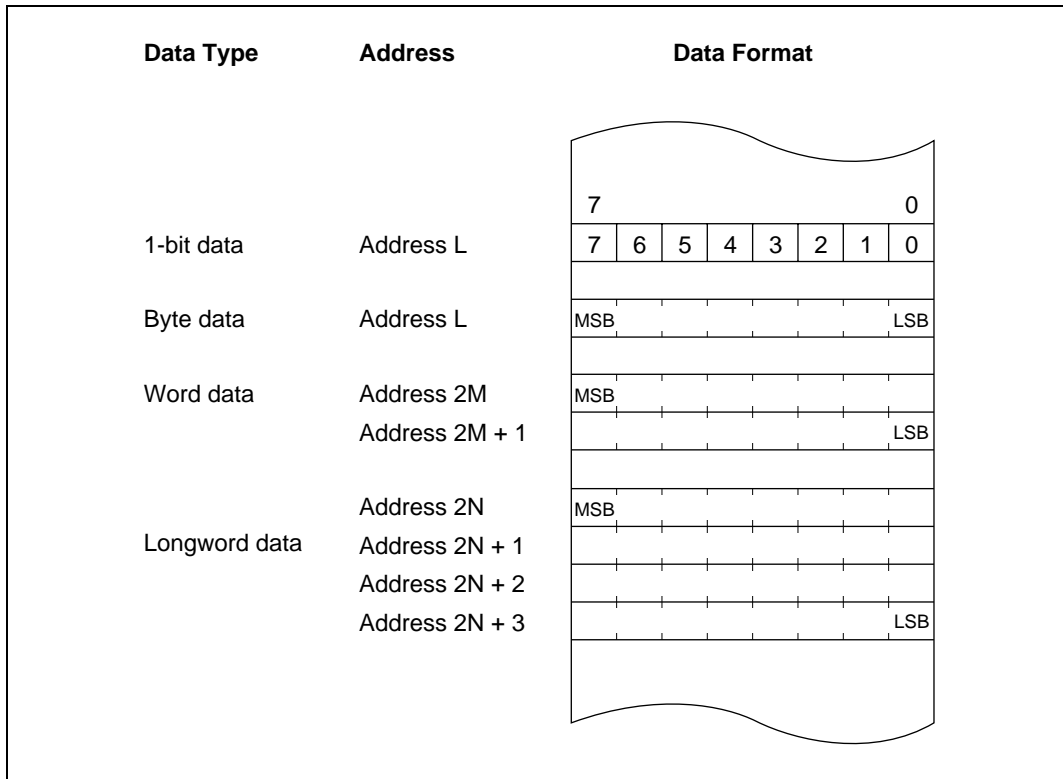 Data Type Address Data Format
7 0
1-bit data Address L 7 6 5 4 3 2 1 0
Byte data Address L MSB LSB
Word data Address 2M MSB
Address 2M + 1 LSB
Address 2N MSB
Longword data Address 2N + 1
Address 2N + 2
Address 2N + 3 LSB